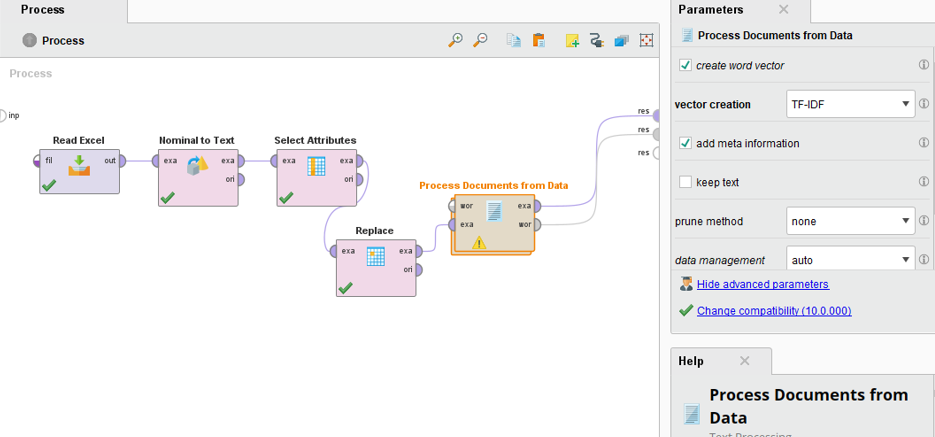 Process
Process
Process
inp
Read Excel
fil
out
Nominal to Text
exa
exa
ori
Select Attributes
exa
exa
ori
Replace
exa
exa
ori
Process Documents from Data
wor
exa
exa
wor
res
res
res
Parameters
Process Documents from Data
create word vector
vector creation
TF-IDF
add meta information
keep text
prune method
none
data management
auto
Hide advanced parameters
Change compatibility (10.0.000)
Help
Process Documents from
Data
Text Processing